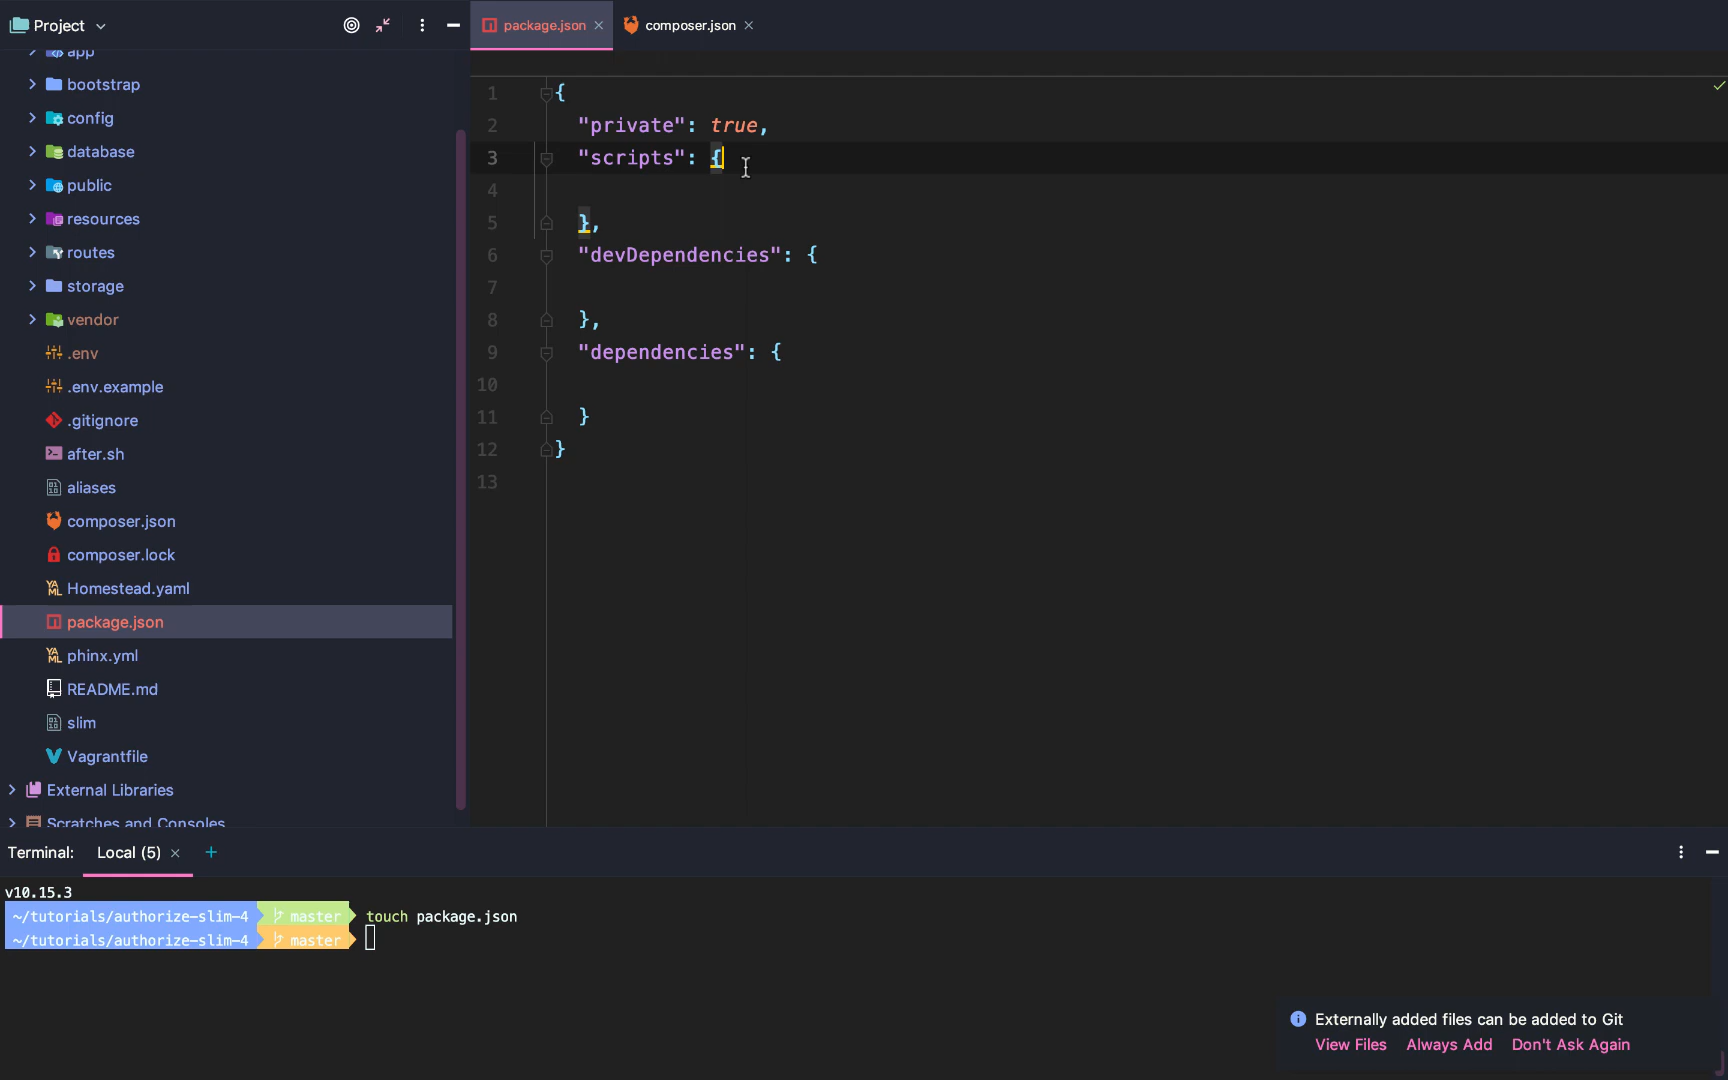 Project
package.json
composer.json
app
bootstrap
config
database
public
resources
routes
storage
vendor
.env
.env.example
.gitignore
after.sh
aliases
composer.json
composer.lock
Homestead.yaml
package.json
phinx.yml
README.md
slim
Vagrantfile
External Libraries
Scratches and Consoles
1 {
2 "private": true,
3 "scripts": {
4
5 },
6 "devDependencies": {
7
8 },
9 "dependencies": {
10
11 }
12 }
13
Terminal: Local (5) +
v10.15.3
~/tutorials/authorize-slim-4 master touch package.json
~/tutorials/authorize-slim-4 master
Externally added files can be added to Git
View Files Always Add Don't Ask Again